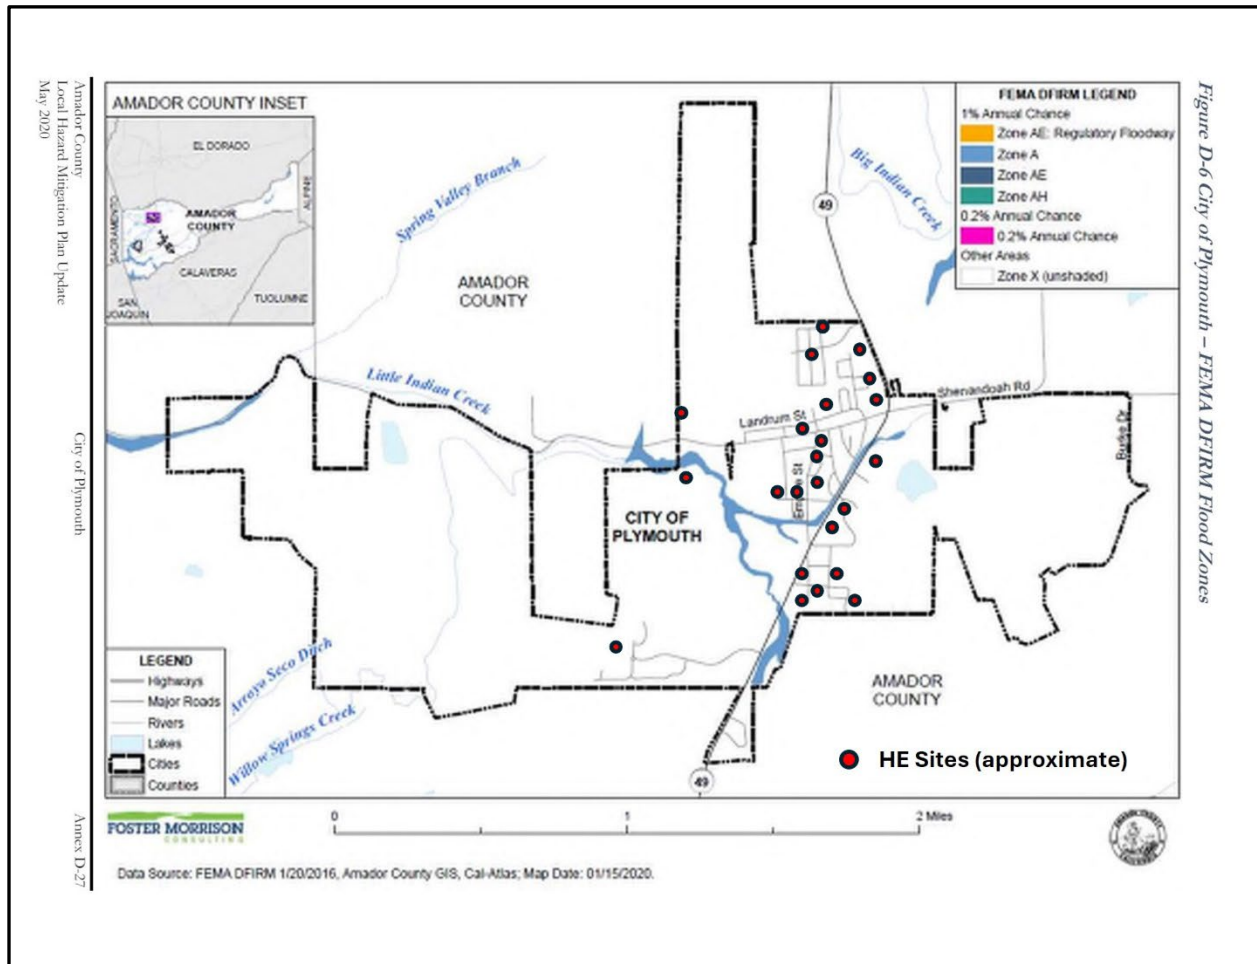 Figure D-6 City of Plymouth – FEMA DFIRM Flood Zones
Amador County
Local Hazard Mitigation Plan Update
May 2020
City of Plymouth
Annex D-27
AMADOR COUNTY INSET
EL DORADO
ALPINE
SACRAMENTO
AMADOR
COUNTY
CALAVERAS
TUOLUMNE
SAN
JOAQUIN
FEMA DFIRM LEGEND
1% Annual Chance
Zone AE: Regulatory Floodway
Zone A
Zone AE
Zone AH
0.2% Annual Chance
0.2% Annual Chance
Other Areas
Zone X (unshaded)
Spring Valley Branch
Big Indian Creek
49
AMADOR
COUNTY
Little Indian Creek
Shenandoah Rd
Landrum St
Burke Dr
CITY OF
PLYMOUTH
Arroyo Seco Ditch
Willow Springs Creek
AMADOR
COUNTY
LEGEND
Highways
Major Roads
Rivers
Lakes
Cities
Counties
HE Sites (approximate)
49
FOSTER MORRISON
CONSULTING
0 1 2 Miles
AMADOR COUNTY
CALIFORNIA
Data Source: FEMA DFIRM 1/20/2016, Amador County GIS, Cal-Atlas; Map Date: 01/15/2020.